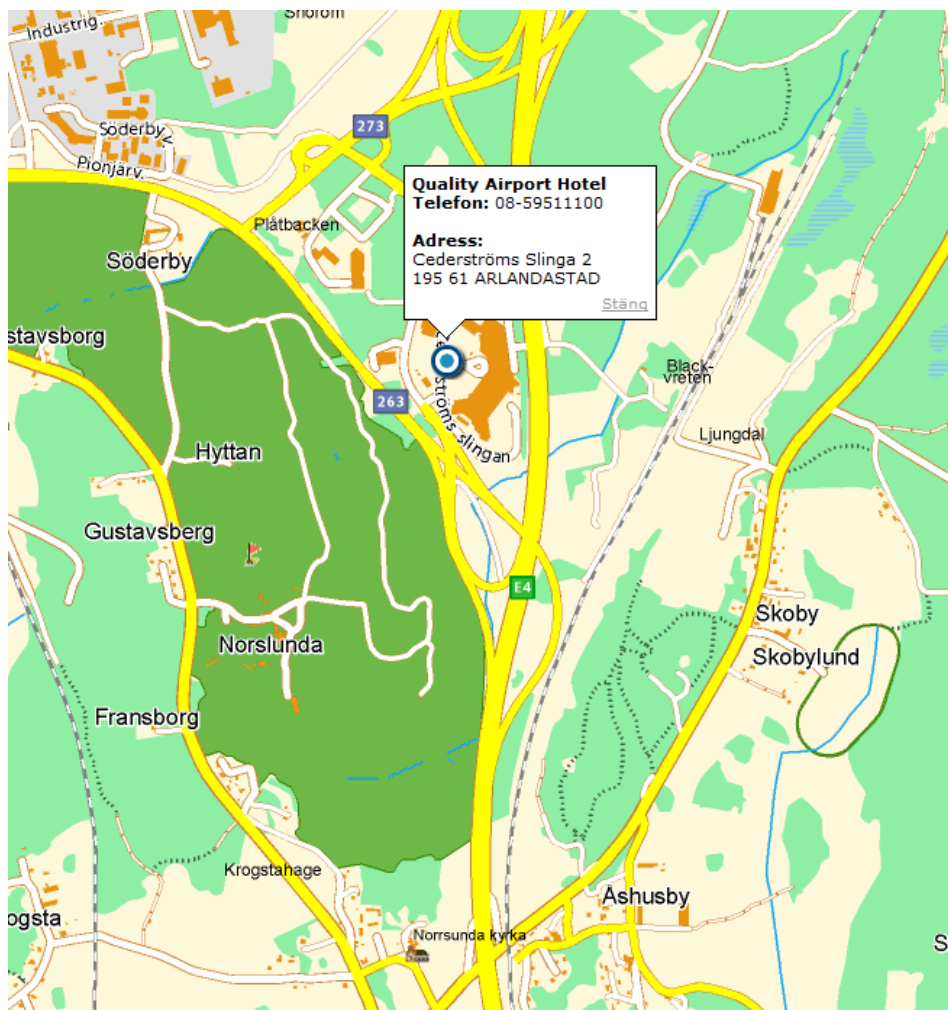 Industrig.
273
Söderby v.
Pionjärv.
Quality Airport Hotel
Telefon: 08-59511100
Adress:
Cederströms Slinga 2
195 61 ARLANDASTAD
Stäng
Plåtbacken
Söderby
stavsborg
Black-
vreten
263
ströms slingan
Ljungdal
Hyttan
Gustavsberg
E4
Skoby
Norslunda
Skobylund
Fransborg
Krogstahage
Åshusby
ogsta
Norrsunda kyrka
S